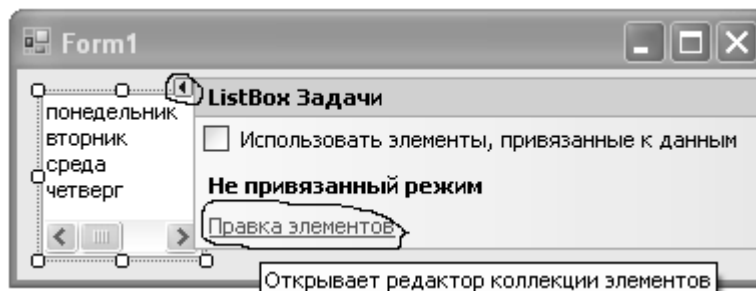 Form1
понедельник
вторник
среда
четверг
ListBox Задачи
Использовать элементы, привязанные к данным
Не привязанный режим
Правка элементов
Открывает редактор коллекции элементов